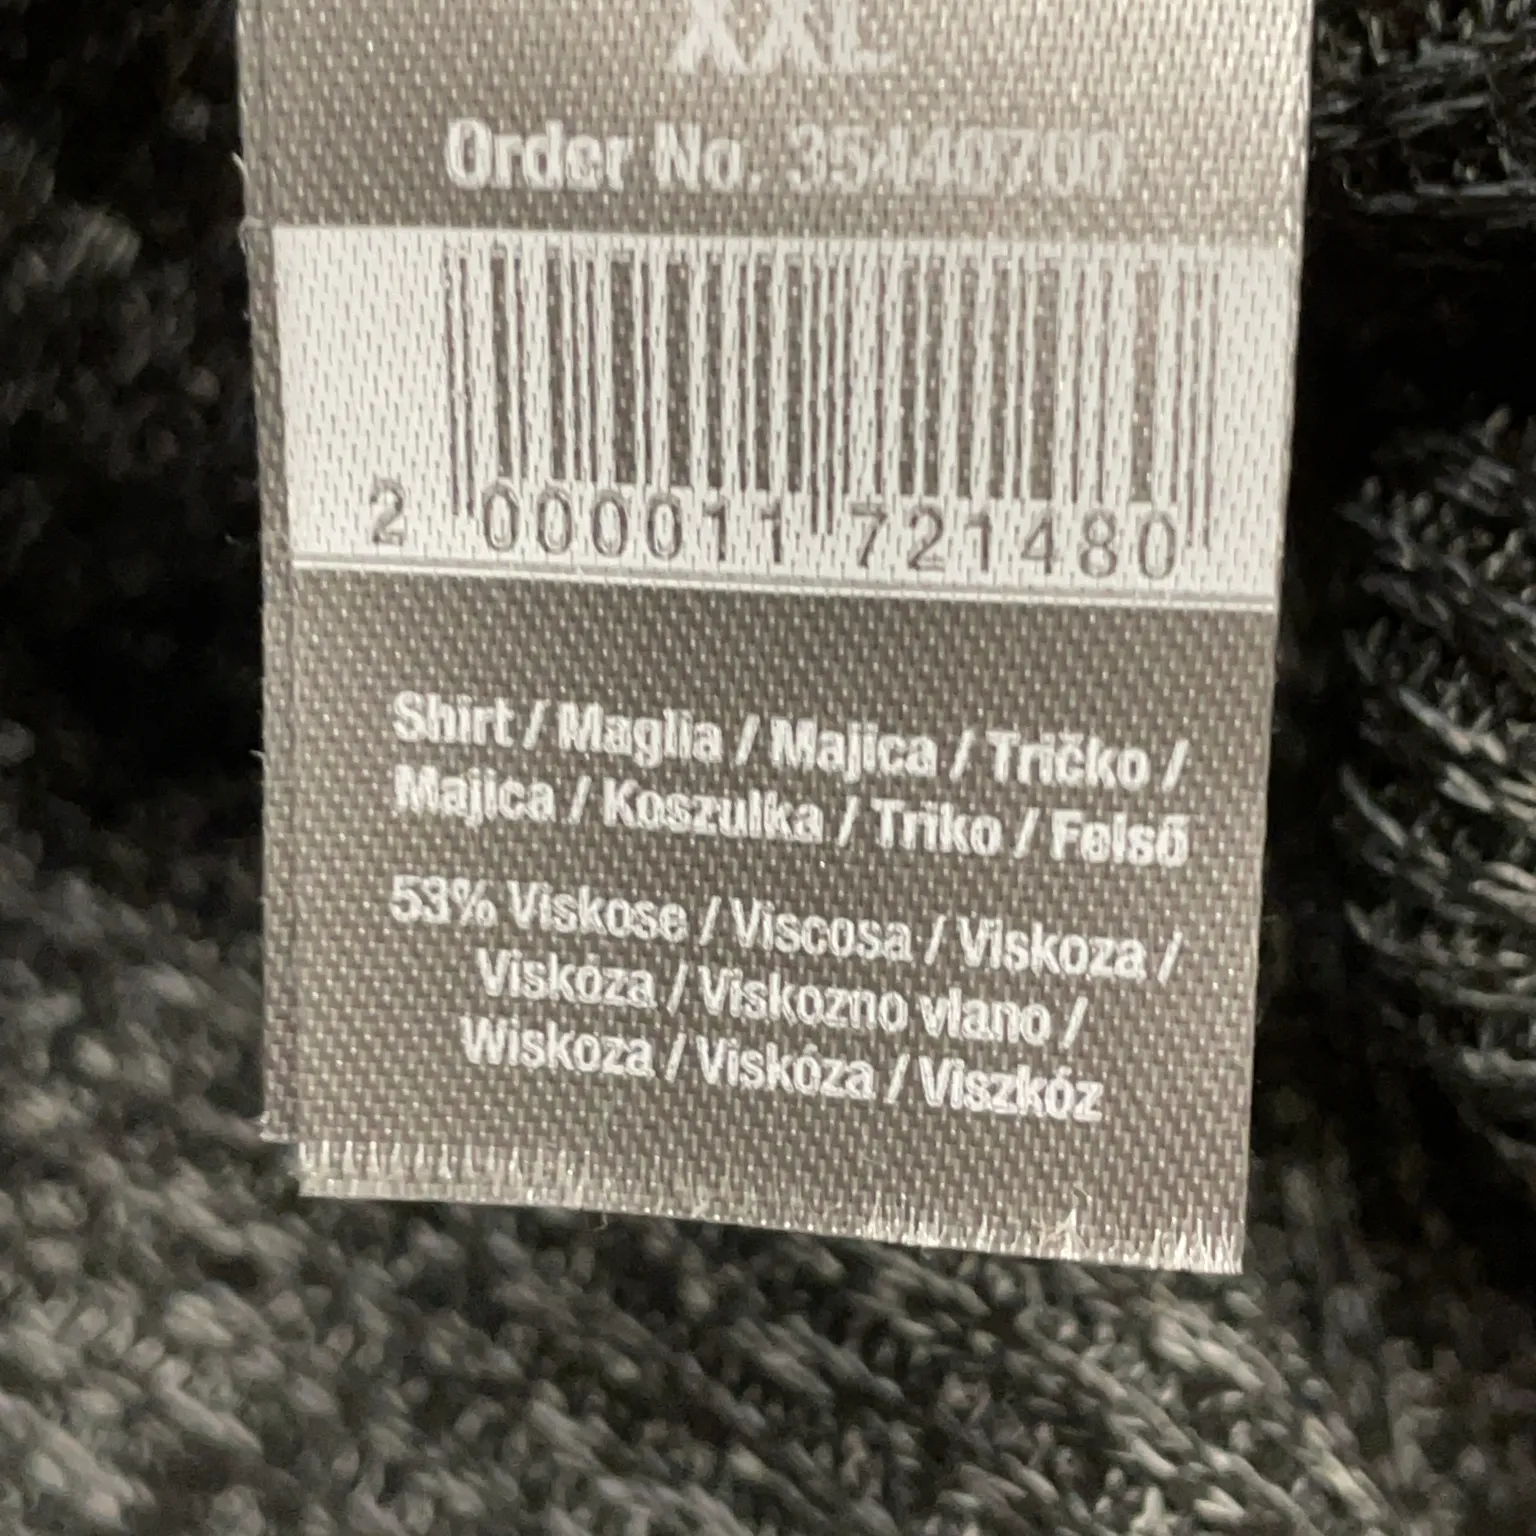 XXL
Order No. 35440700
2 000011 721480
Shirt / Maglia / Majica / Tričko /
Majica / Koszulka / Triko / Felső
53% Viskose / Viscosa / Viskoza /
Viskóza / Viskozno vlano /
Wiskoza / Viskóza / Viszkóz